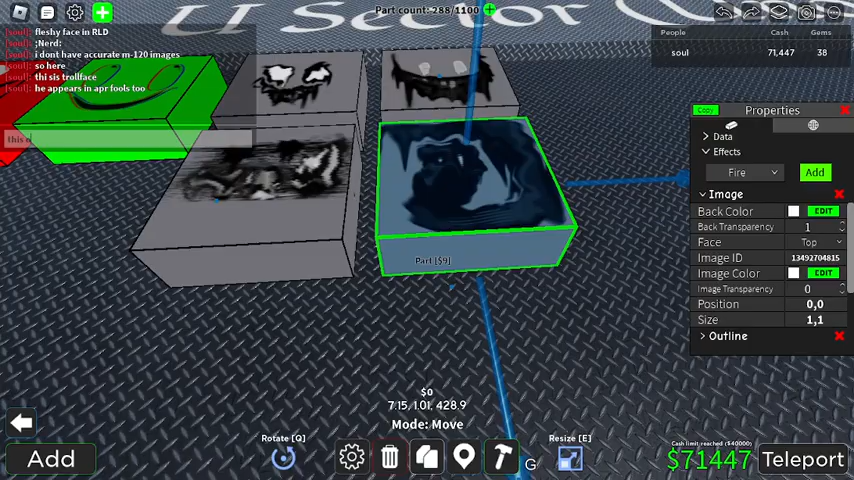 U Sector
Part count: 288/1100
[soul]: fleshy face in RLD
[soul]: ;Nerd:
[soul]: i dont have accurate m-120 images
[soul]: so here
[soul]: thi sis trollface
[soul]: he appears in apr fools too
this o
People Cash Gems
soul 71,447 38
Copy Properties
Data
Effects
Fire Add
Image
Back Color EDIT
Back Transparency 1
Face Top
Image ID 13492704815
Image Color EDIT
Image Transparency 0
Position 0,0
Size 1,1
Outline
Part [$9]
$0
7.15, 1.01, 428.9
Mode: Move
Rotate [Q]
Resize [E]
Cash limit reached ($40000)
Add
G
$71447
Teleport